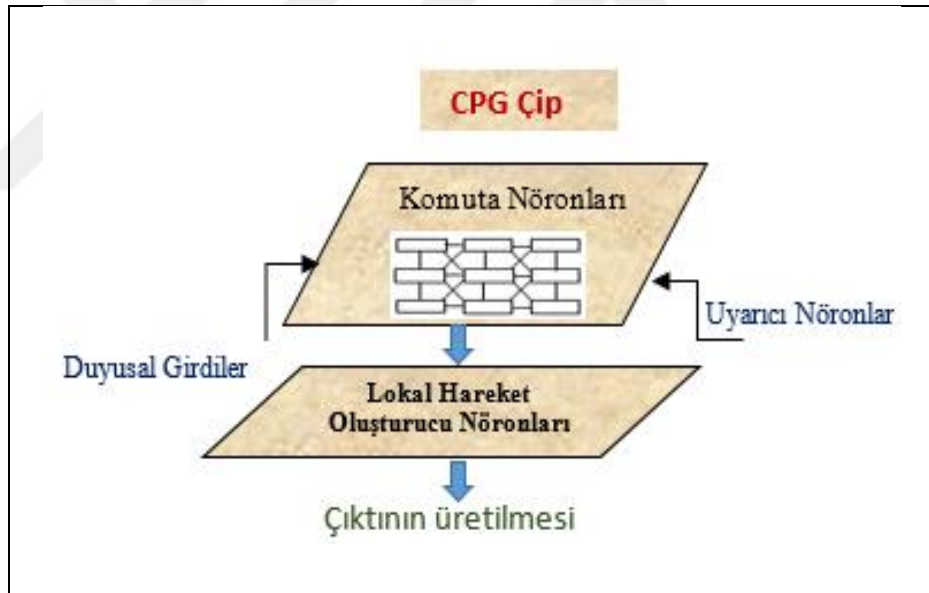 CPG Çip
Komuta Nöronları
Uyarıcı Nöronlar
Duyusal Girdiler
Lokal Hareket
Oluşturucu Nöronları
Çıktının üretilmesi